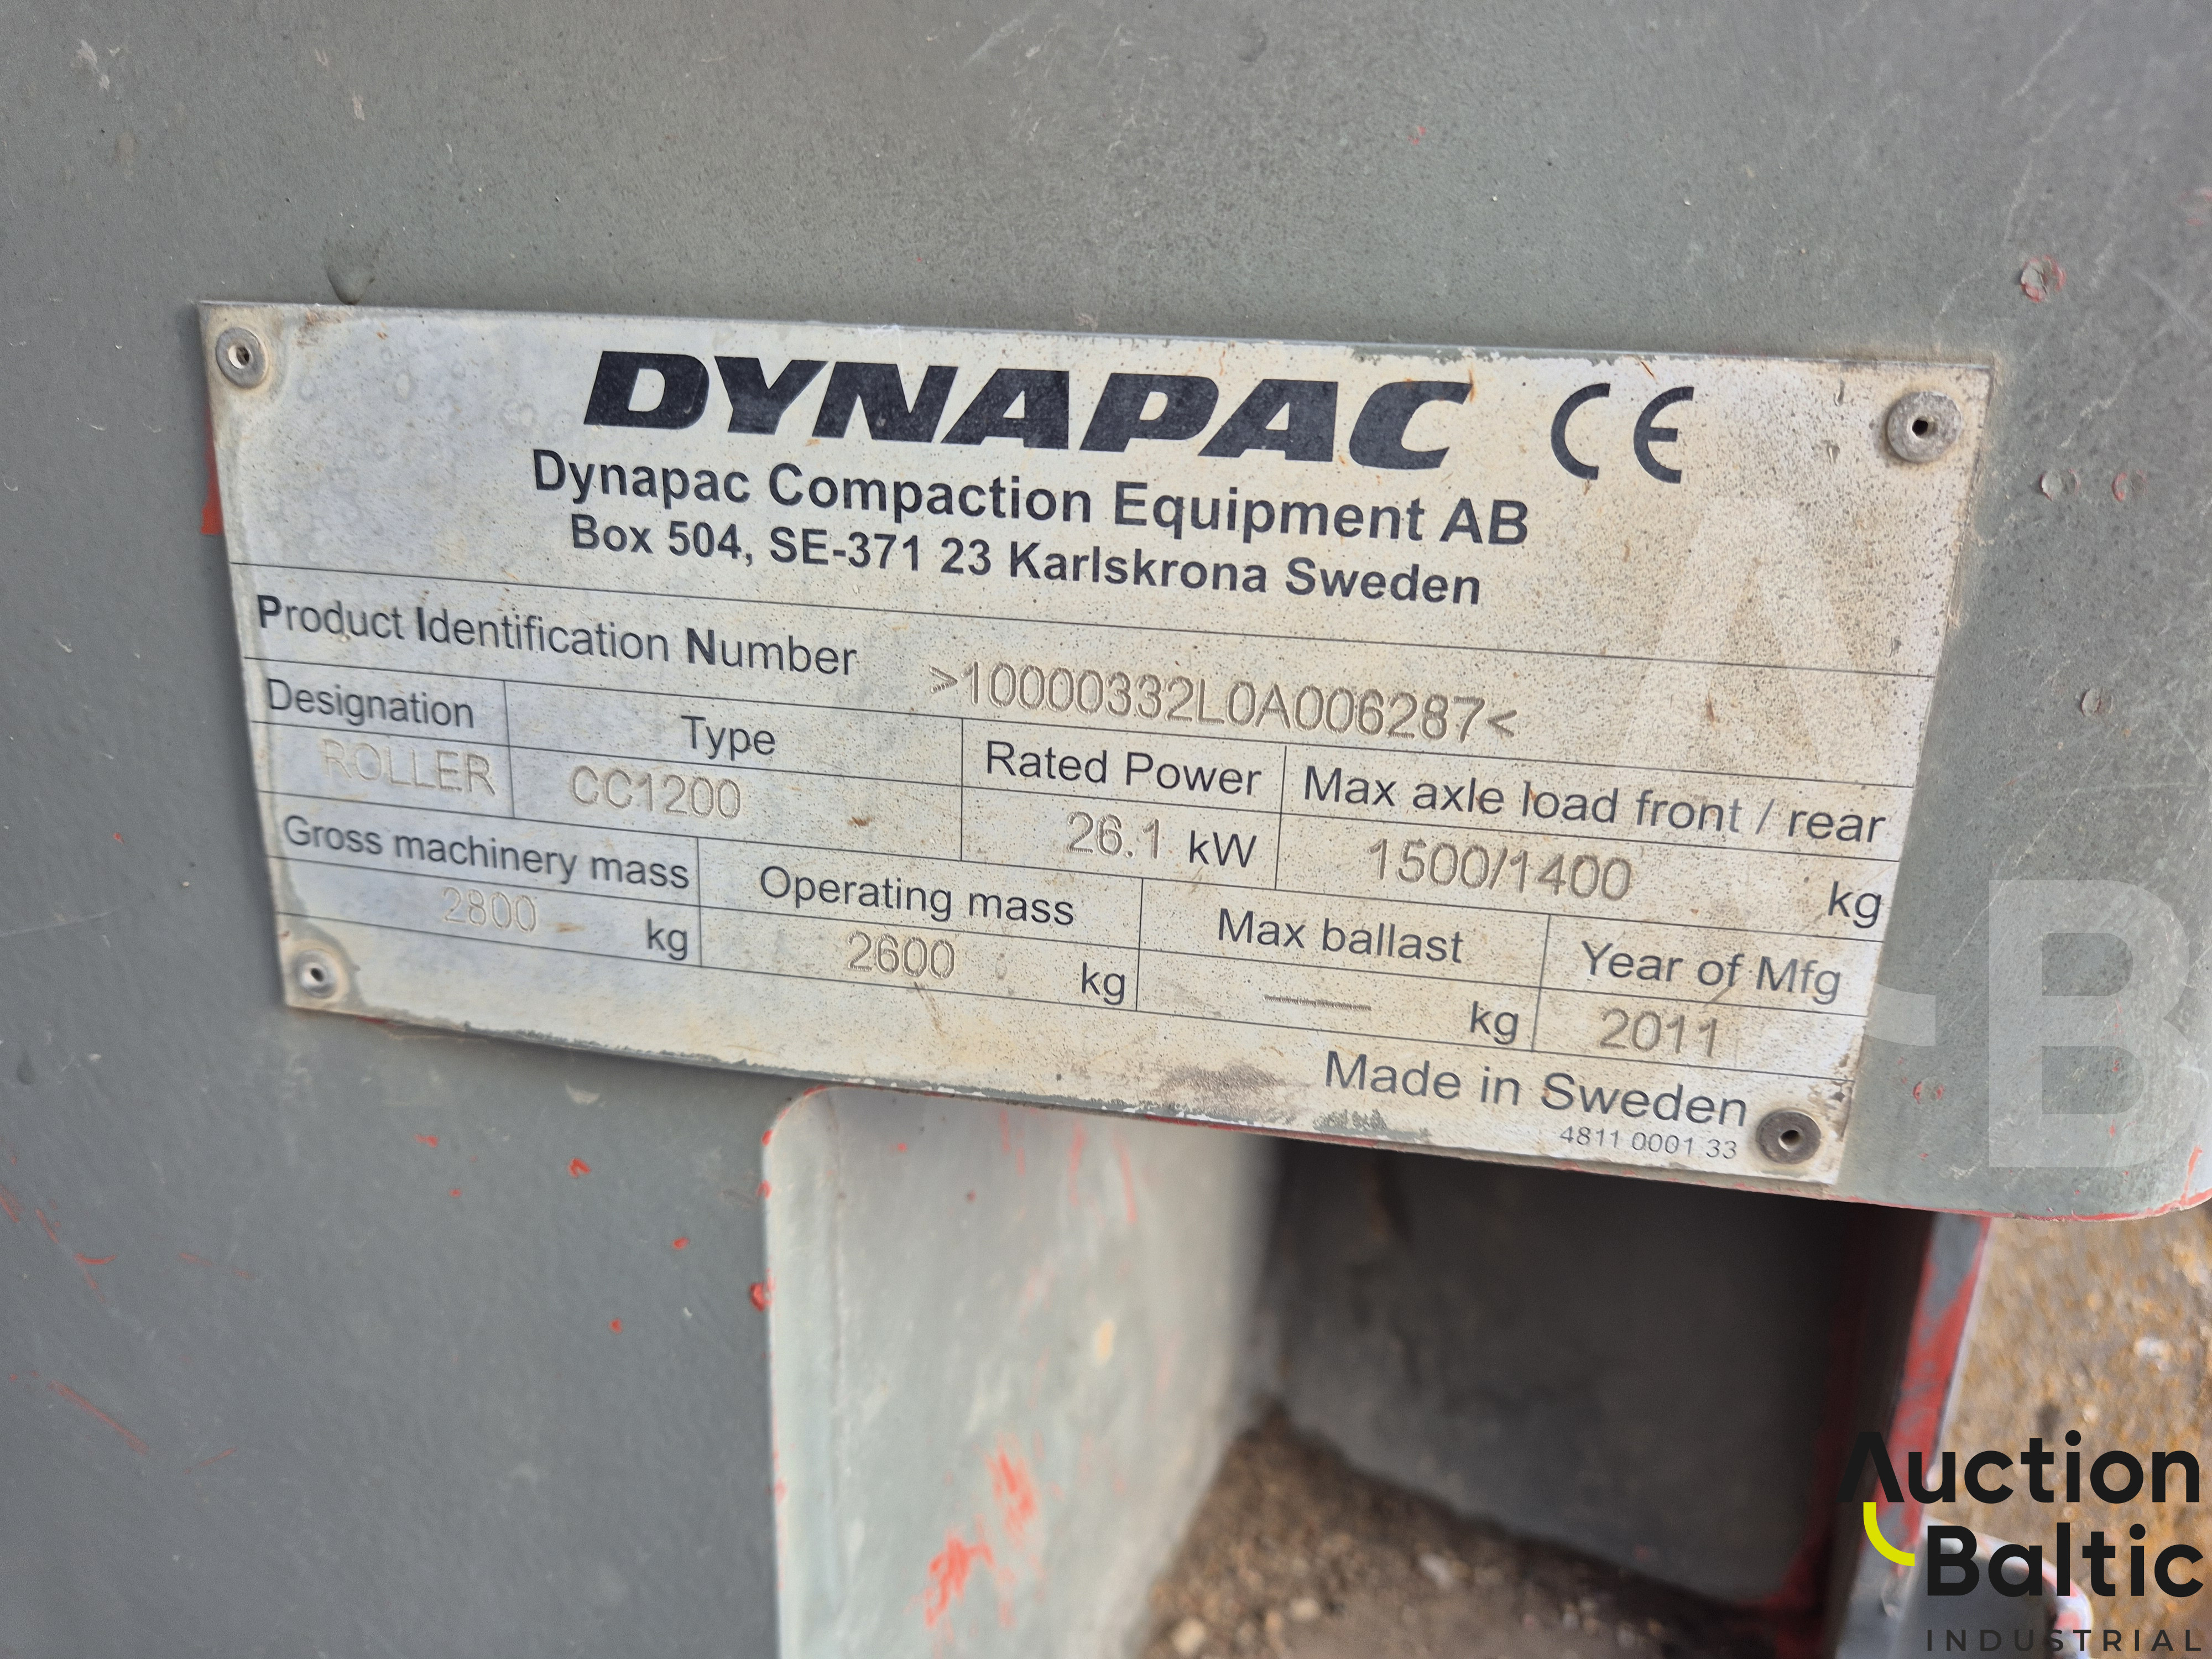 DYNAPAC CE
Dynapac Compaction Equipment AB
Box 504, SE-371 23 Karlskrona Sweden
Product Identification Number >10000332L0A006287<
Designation Type Rated Power Max axle load front / rear
ROLLER CC1200 26.1 kW 1500/1400 kg
Gross machinery mass Operating mass Max ballast Year of Mfg
2800 kg 2600 kg — kg 2011
Made in Sweden
4811 0001 33
B
Auction
Baltic
INDUSTRIAL